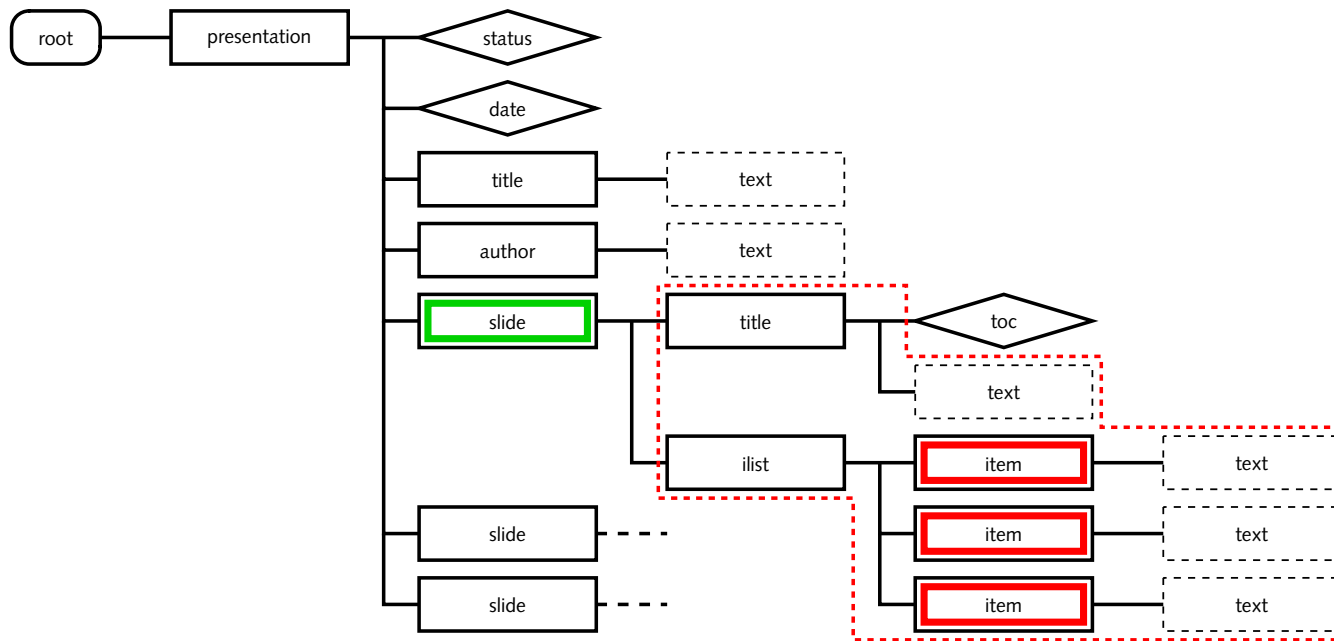 root
presentation
status
date
title
text
author
text
slide
title
toc
text
ilist
item
text
slide
item
text
slide
item
text